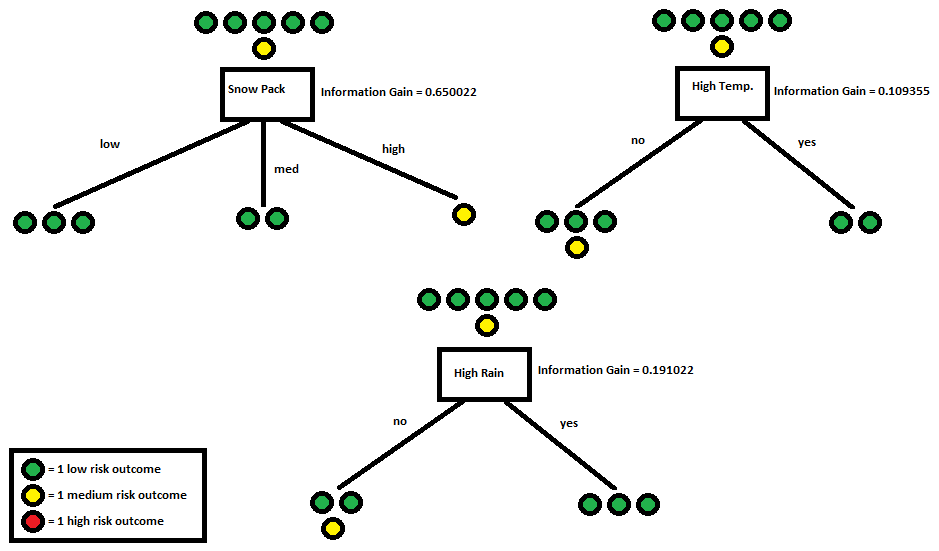 Snow Pack
Information Gain = 0.650022
low
med
high
High Temp.
Information Gain = 0.109355
no
yes
High Rain
Information Gain = 0.191022
no
yes
= 1 low risk outcome
= 1 medium risk outcome
= 1 high risk outcome